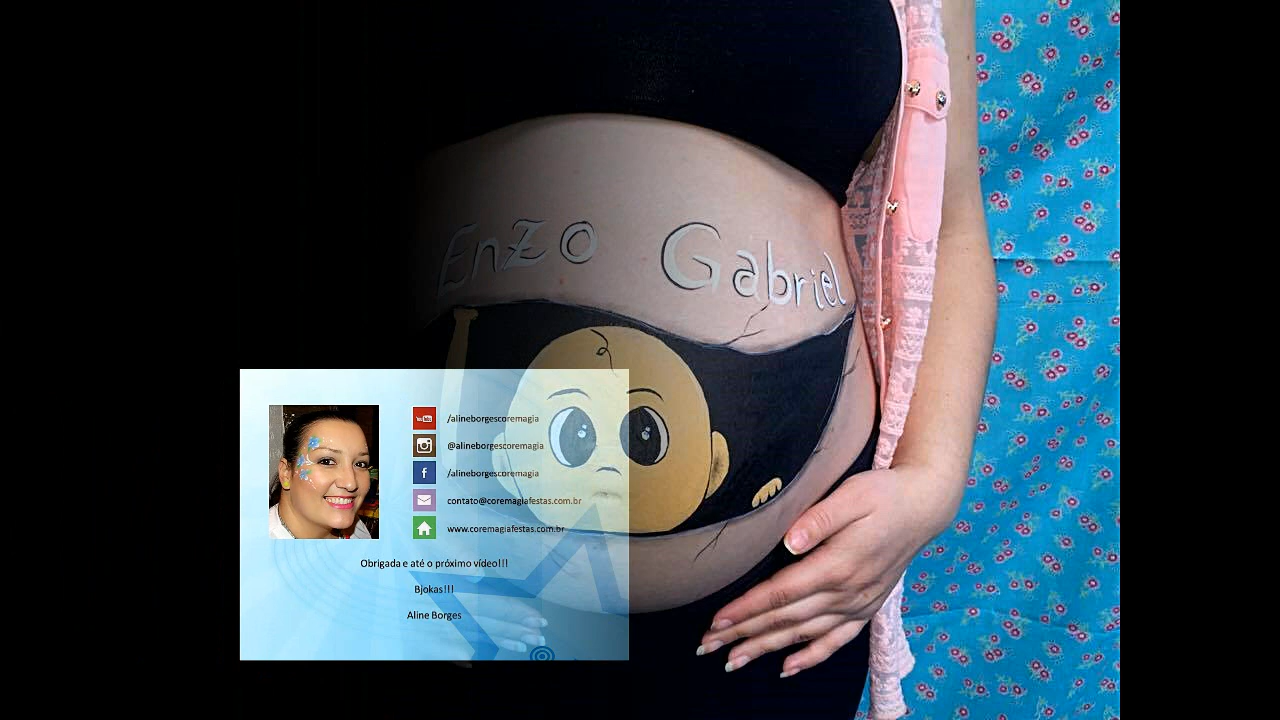 Enzo Gabriel
/alineborgescoremagia
@alineborgescoremagia
/alineborgescoremagia
contato@coremagiafestas.com.br
www.coremagiafestas.com.br
Obrigada e até o próximo vídeo!!!
Bjokas!!!
Aline Borges